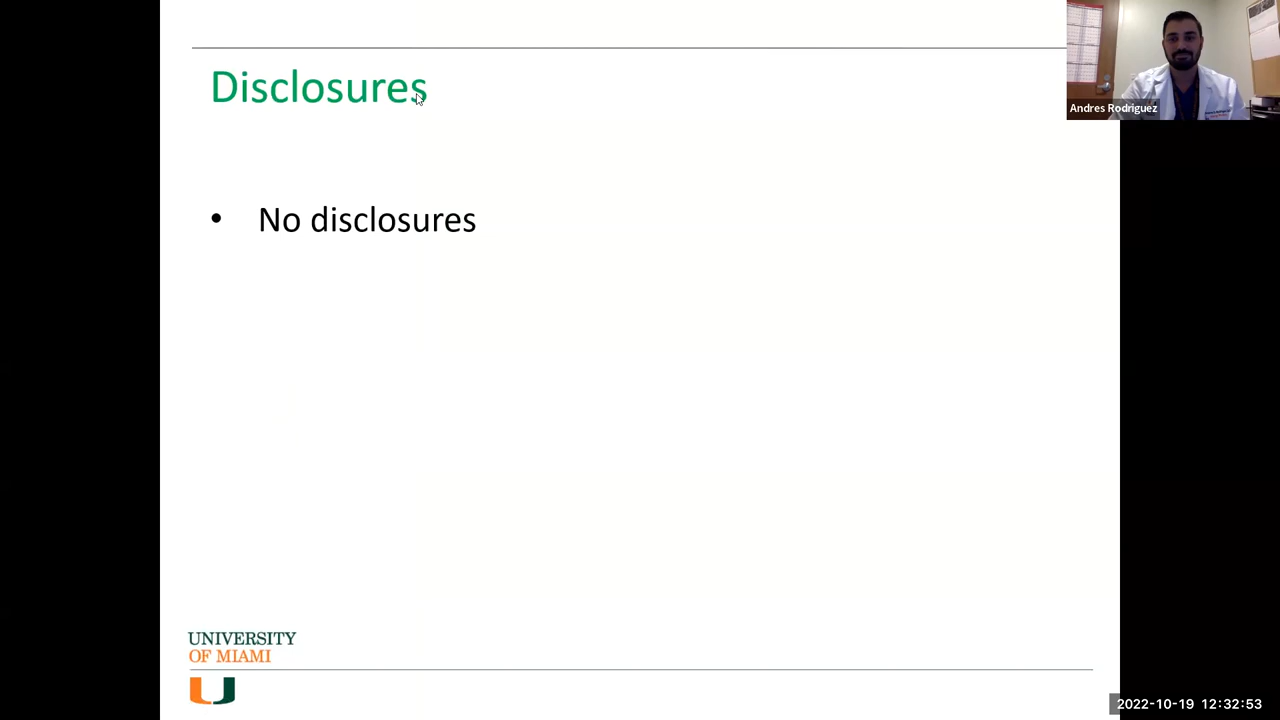 Disclosures
Andres Rodriguez
• No disclosures
UNIVERSITY
OF MIAMI
2022-10-19 12:32:53